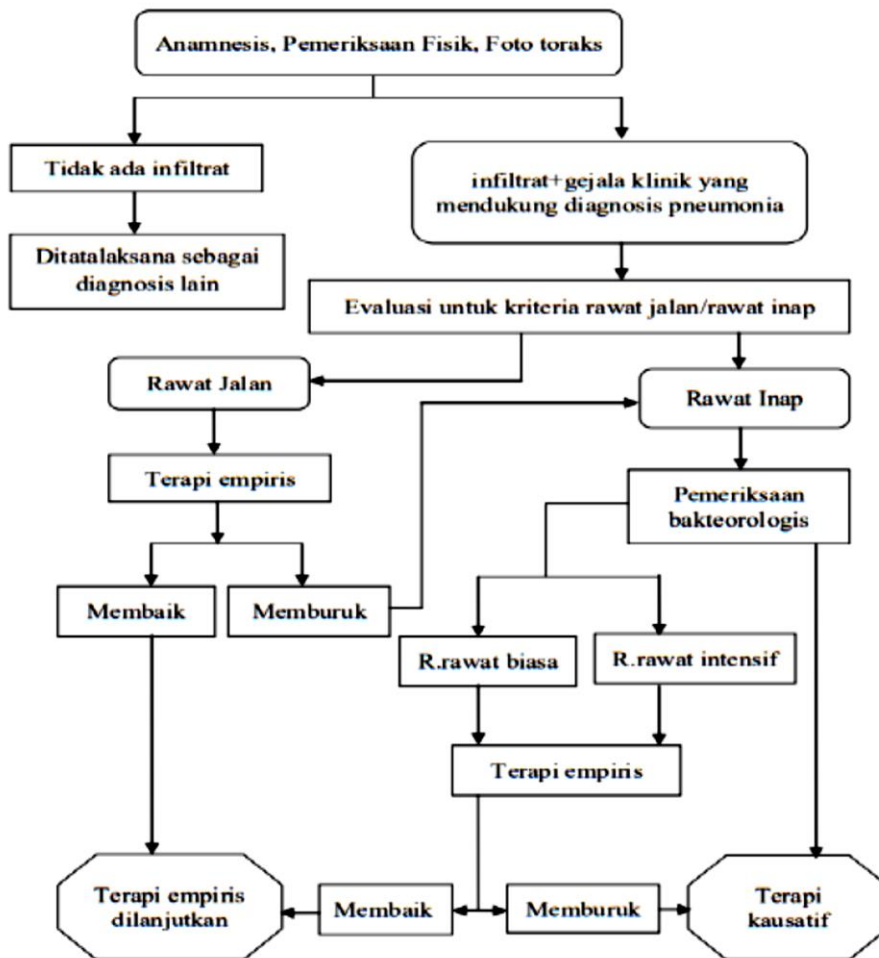 Anamnesis, Pemeriksaan Fisik, Foto toraks
Tidak ada infiltrat
infiltrat+gejala klinik yang
mendukung diagnosis pneumonia
Ditatalaksana sebagai
diagnosis lain
Evaluasi untuk kriteria rawat jalan/rawat inap
Rawat Jalan
Rawat Inap
Terapi empiris
Pemeriksaan
bakteorologis
Membaik
Memburuk
R.rawat biasa
R.rawat intensif
Terapi empiris
Terapi empiris
dilanjutkan
Membaik
Memburuk
Terapi
kausatif